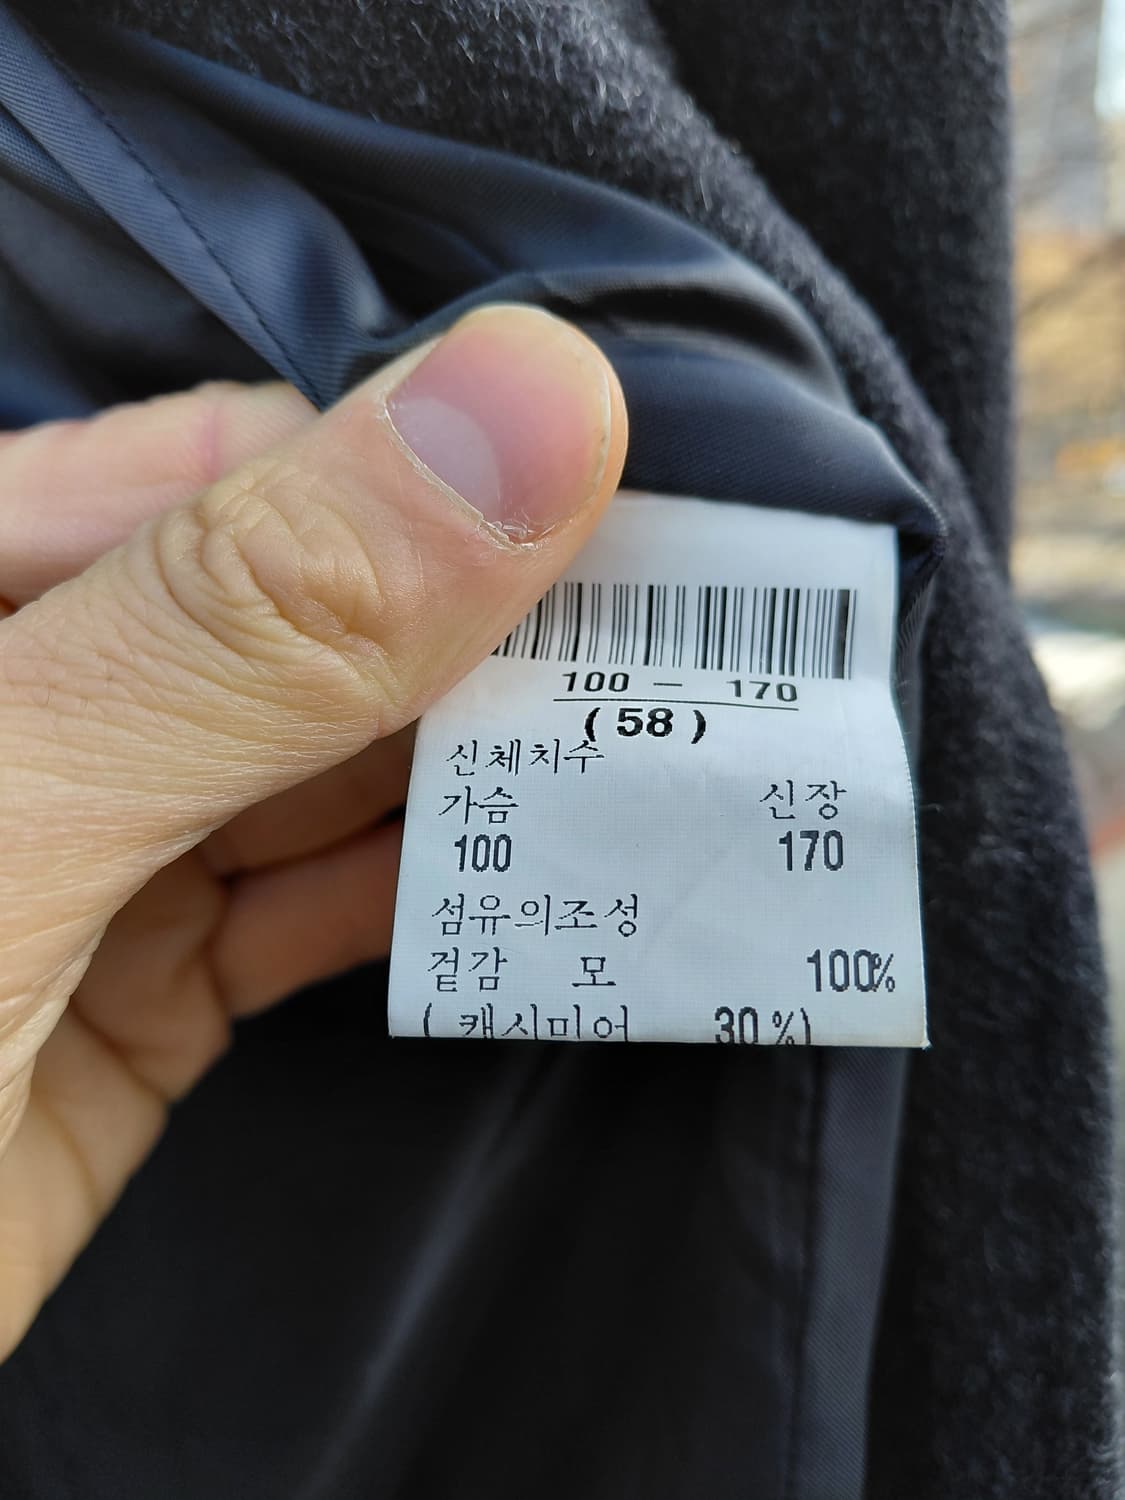 100 - 170
( 58 )
신체치수
가슴 신장
100 170
섬유의조성
겉감 모 100%
( 캐시미어 30 %)